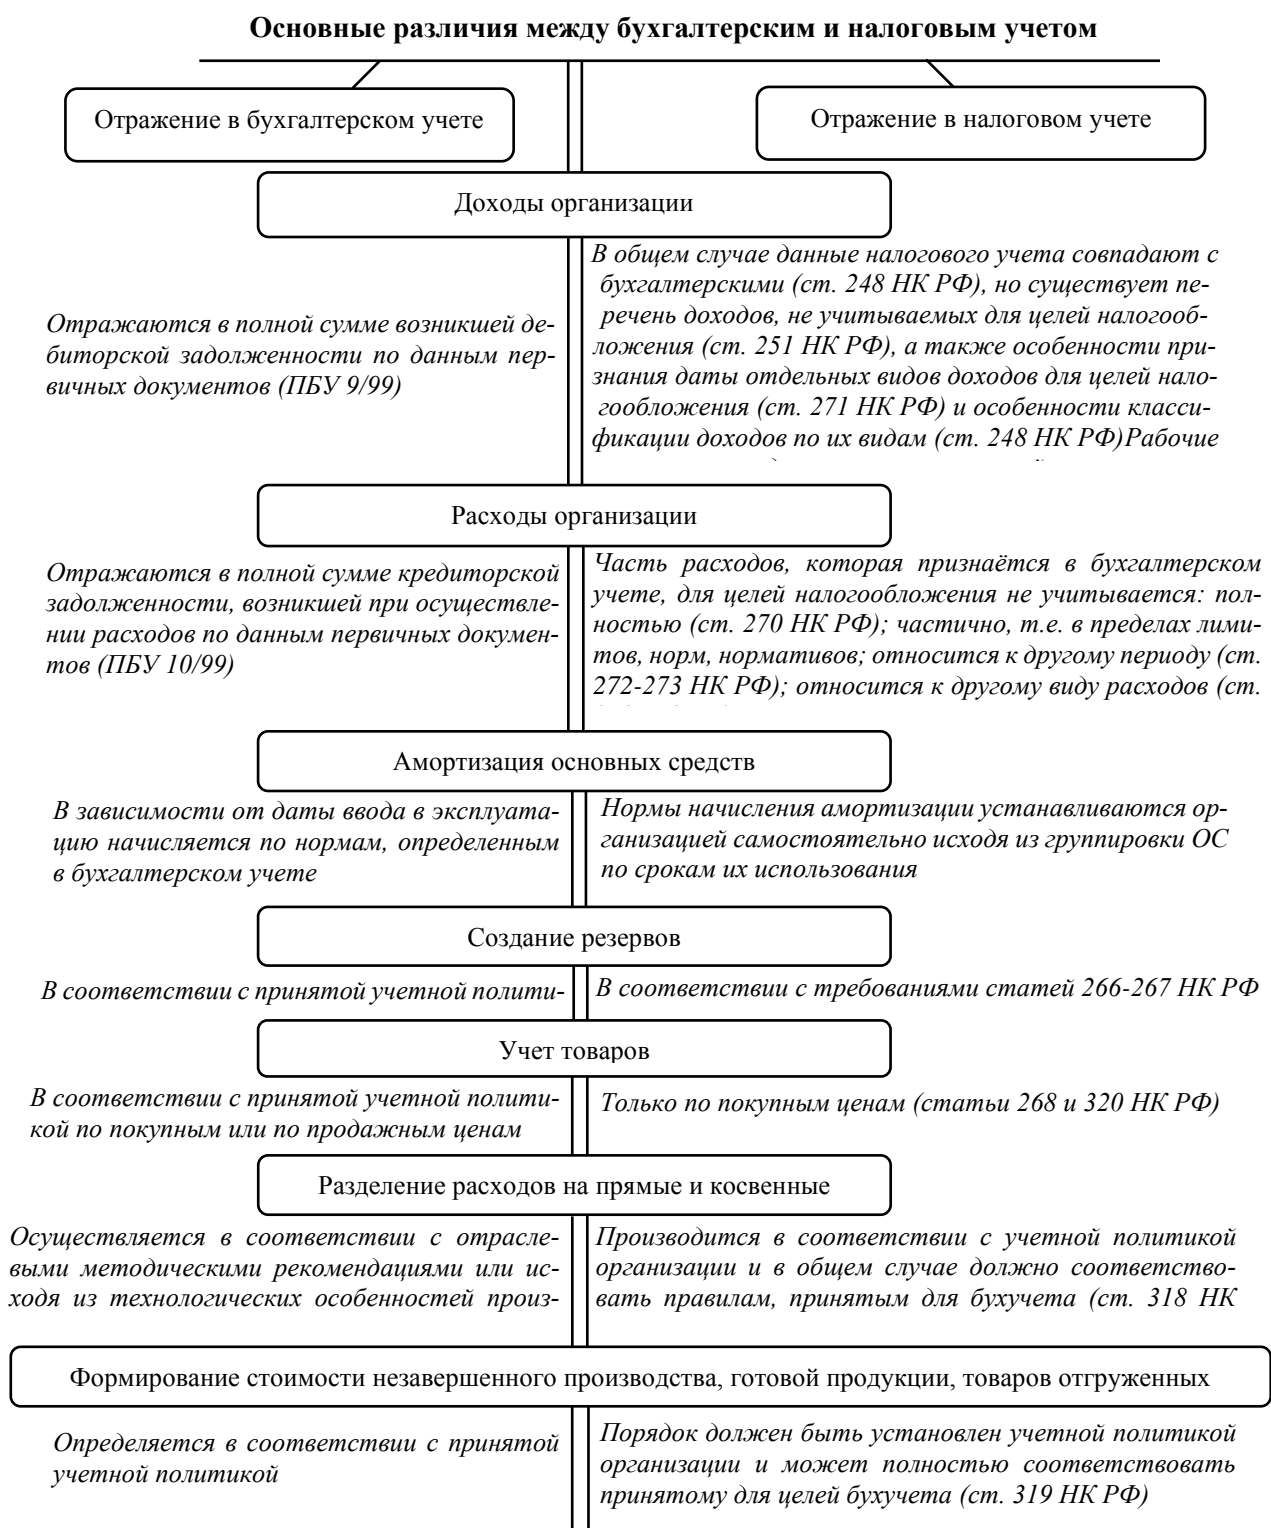 Основные различия между бухгалтерским и налоговым учетом
Отражение в бухгалтерском учете
Отражение в налоговом учете
Доходы организации
Отражаются в полной сумме возникшей де-
биторской задолженности по данным пер-
вичных документов (ПБУ 9/99)
В общем случае данные налогового учета совпадают с
бухгалтерскими (ст. 248 НК РФ), но существует пе-
речень доходов, не учитываемых для целей налогооб-
ложения (ст. 251 НК РФ), а также особенности при-
знания даты отдельных видов доходов для целей нало-
гообложения (ст. 271 НК РФ) и особенности класси-
фикации доходов по их видам (ст. 248 НК РФ)Рабочие
Расходы организации
Отражаются в полной сумме кредиторской
задолженности, возникшей при осуществле-
нии расходов по данным первичных докумен-
тов (ПБУ 10/99)
Часть расходов, которая признаётся в бухгалтерском
учете, для целей налогообложения не учитывается: пол-
ностью (ст. 270 НК РФ); частично, т.е. в пределах лими-
тов, норм, нормативов; относится к другому периоду (ст.
272-273 НК РФ); относится к другому виду расходов (ст.
Амортизация основных средств
В зависимости от даты ввода в эксплуата-
цию начисляется по нормам, определенным
в бухгалтерском учете
Нормы начисления амортизации устанавливаются ор-
ганизацией самостоятельно исходя из группировки ОС
по срокам их использования
Создание резервов
В соответствии с принятой учетной полити-
В соответствии с требованиями статей 266-267 НК РФ
Учет товаров
В соответствии с принятой учетной полити-
кой по покупным или по продажным ценам
Только по покупным ценам (статьи 268 и 320 НК РФ)
Разделение расходов на прямые и косвенные
Осуществляется в соответствии с отрасле-
выми методическими рекомендациями или ис-
ходя из технологических особенностей произ-
Производится в соответствии с учетной политикой
организации и в общем случае должно соответство-
вать правилам, принятым для бухучета (ст. 318 НК
Формирование стоимости незавершенного производства, готовой продукции, товаров отгруженных
Определяется в соответствии с принятой
учетной политикой
Порядок должен быть установлен учетной политикой
организации и может полностью соответствовать
принятому для целей бухучета (ст. 319 НК РФ)